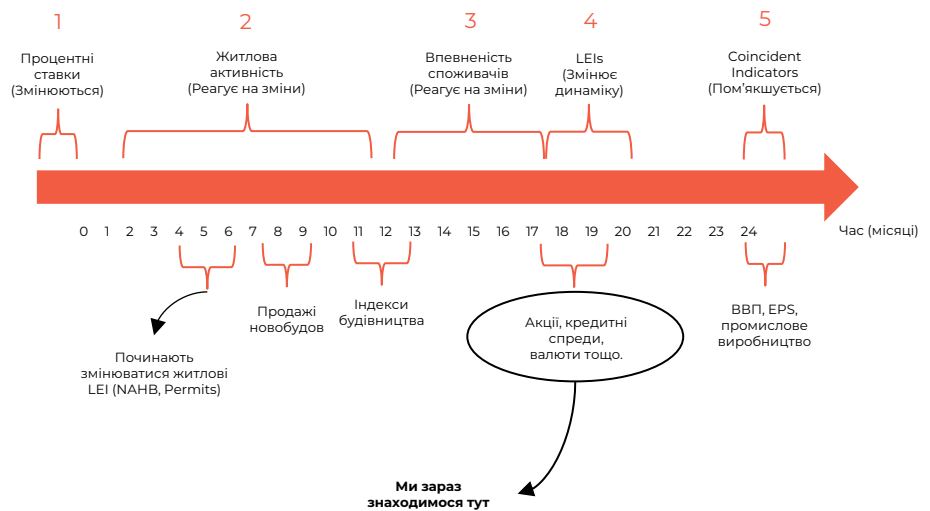 1
Процентні
ставки
(Змінюються)
2
Житлова
активність
(Реагує на зміни)
3
Впевненість
споживачів
(Реагує на зміни)
4
LEIs
(Змінює
динаміку)
5
Coincident
Indicators
(Пом’якшується)
0 1 2 3 4 5 6 7 8 9 10 11 12 13 14 15 16 17 18 19 20 21 22 23 24 Час (місяці)
Починають
змінюватися житлові
LEI (NAHB, Permits)
Продажі
новобудов
Індекси
будівництва
Акції, кредитні
спреди,
валюти тощо.
ВВП, EPS,
промислове
виробництво
Ми зараз
знаходимося тут